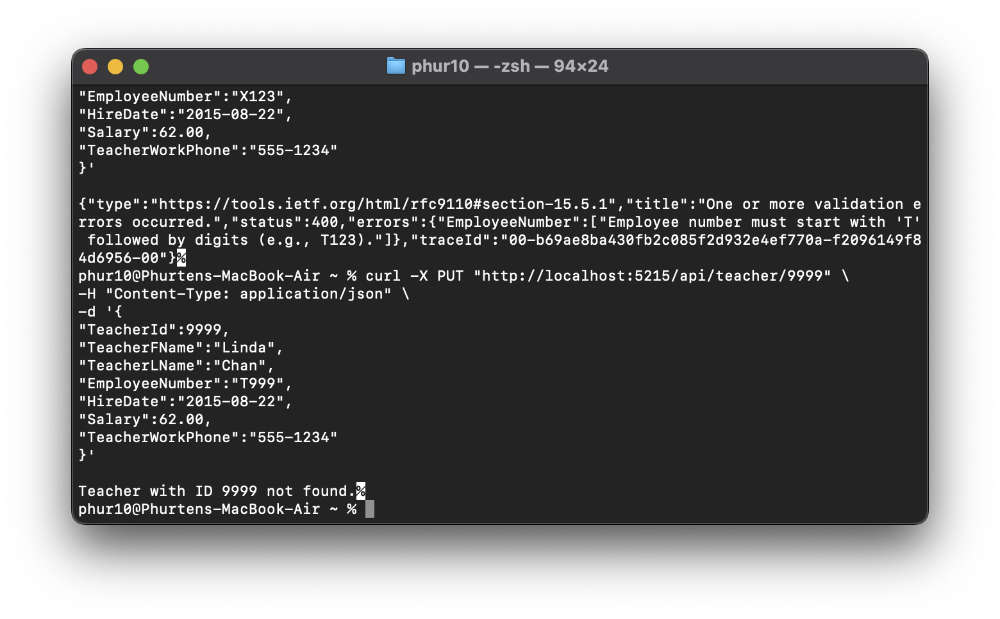 phur10 — -zsh — 94×24
"EmployeeNumber":"X123",
"HireDate":"2015-08-22",
"Salary":62.00,
"TeacherWorkPhone":"555-1234"
}'
{"type":"https://tools.ietf.org/html/rfc9110#section-15.5.1","title":"One or more validation e
rrors occurred.","status":400,"errors":{"EmployeeNumber":["Employee number must start with 'T'
 followed by digits (e.g., T123)."]},"traceId":"00-b69ae8ba430fb2c085f2d932e4ef770a-f2096149f8
4d6956-00"}%
phur10@Phurtens-MacBook-Air ~ % curl -X PUT "http://localhost:5215/api/teacher/9999" \
-H "Content-Type: application/json" \
-d '{
"TeacherId":9999,
"TeacherFName":"Linda",
"TeacherLName":"Chan",
"EmployeeNumber":"T999",
"HireDate":"2015-08-22",
"Salary":62.00,
"TeacherWorkPhone":"555-1234"
}'
Teacher with ID 9999 not found.%
phur10@Phurtens-MacBook-Air ~ %